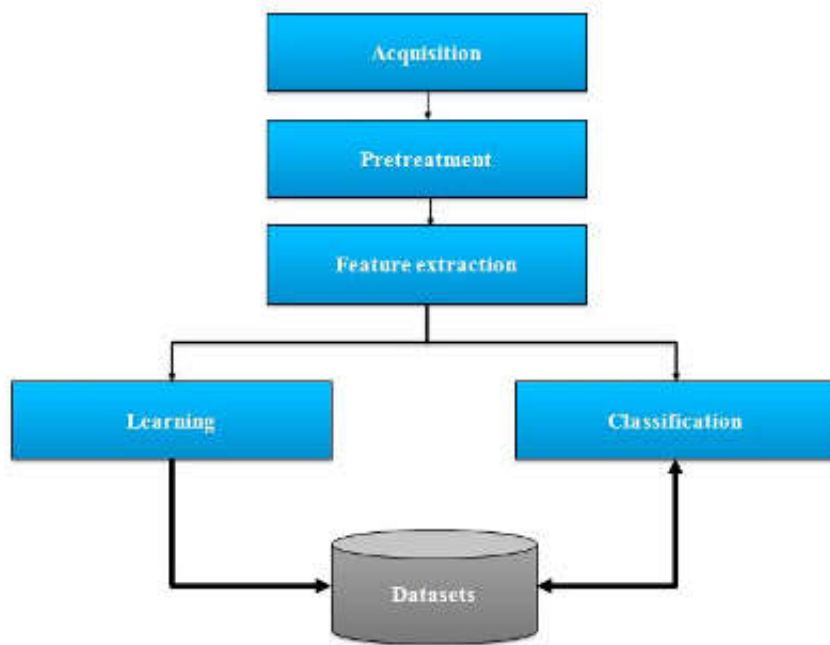 Acquisition
Pretreatment
Feature extraction
Learning
Classification
Datasets